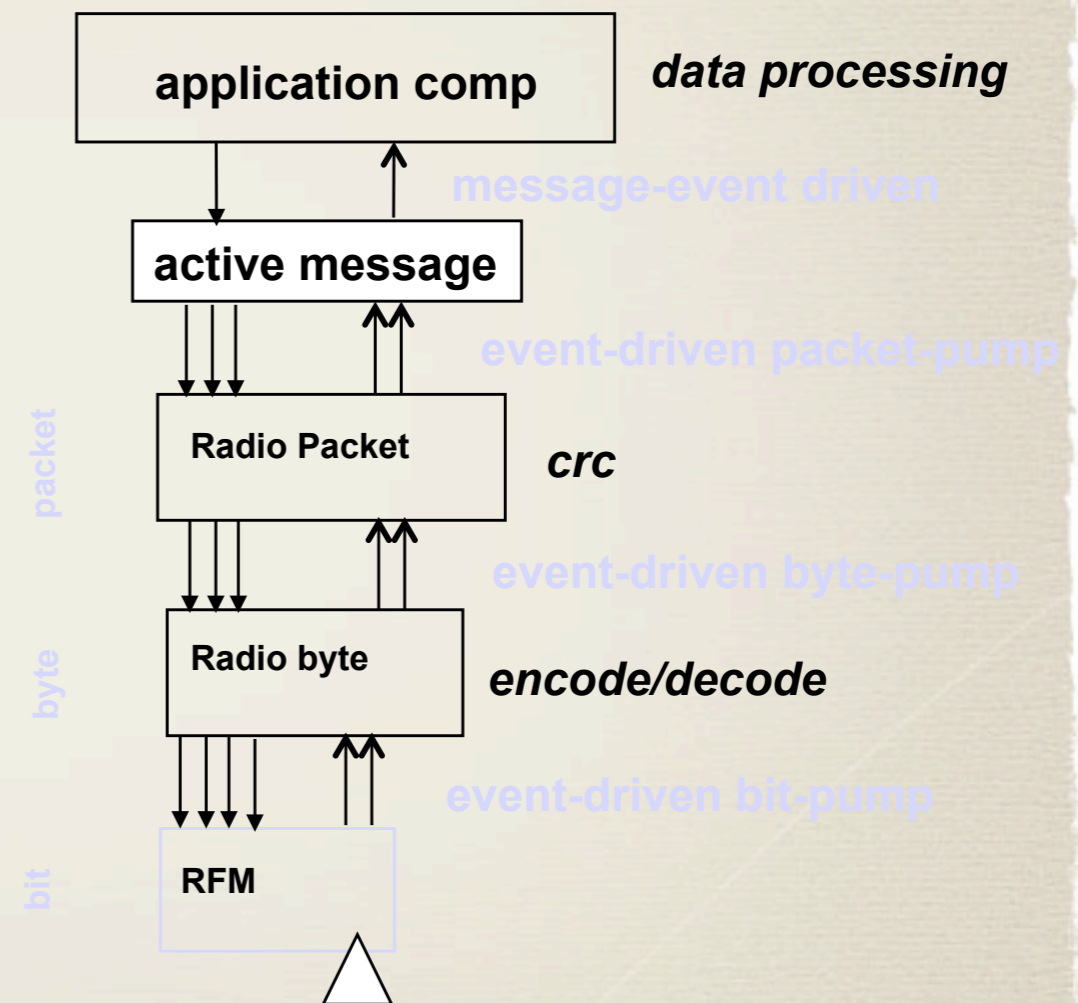 application comp
data processing
message-event driven
active message
event-driven packet-pump
packet
Radio Packet
crc
event-driven byte-pump
byte
Radio byte
encode/decode
event-driven bit-pump
bit
RFM